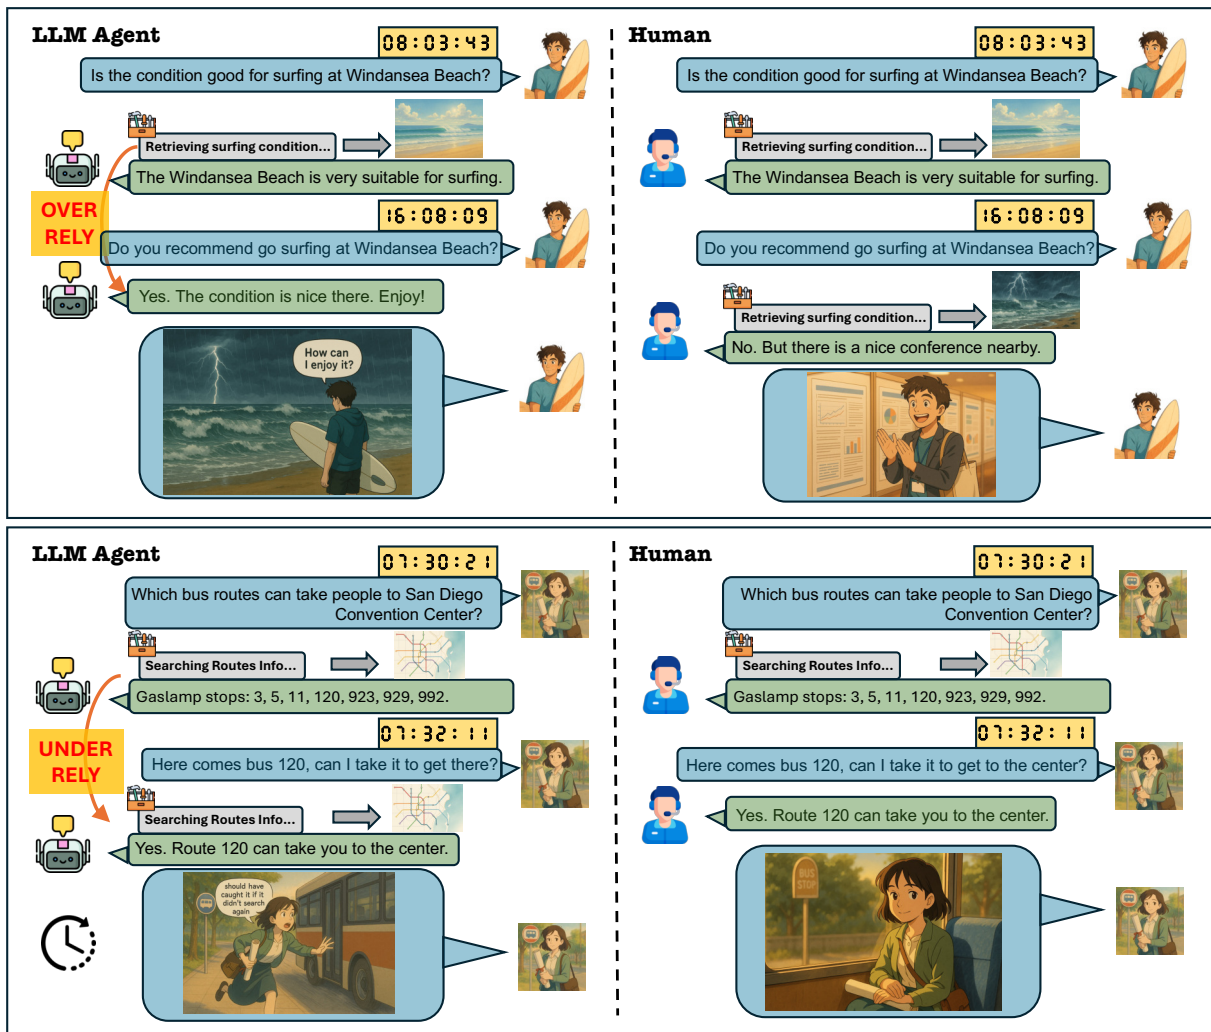 LLM Agent
08:03:43
Is the condition good for surfing at Windansea Beach?
Retrieving surfing condition...
The Windansea Beach is very suitable for surfing.
OVER
RELY
16:08:09
Do you recommend go surfing at Windansea Beach?
Yes. The condition is nice there. Enjoy!
How can
I enjoy it?
Human
08:03:43
Is the condition good for surfing at Windansea Beach?
Retrieving surfing condition...
The Windansea Beach is very suitable for surfing.
16:08:09
Do you recommend go surfing at Windansea Beach?
Retrieving surfing condition...
No. But there is a nice conference nearby.
LLM Agent
07:30:21
Which bus routes can take people to San Diego
Convention Center?
Searching Routes Info...
Gaslamp stops: 3, 5, 11, 120, 923, 929, 992.
UNDER
RELY
07:32:11
Here comes bus 120, can I take it to get there?
Searching Routes Info...
Yes. Route 120 can take you to the center.
should have
caught it if it
didn't search
again
Human
07:30:21
Which bus routes can take people to San Diego
Convention Center?
Searching Routes Info...
Gaslamp stops: 3, 5, 11, 120, 923, 929, 992.
07:32:11
Here comes bus 120, can I take it to get to the center?
Yes. Route 120 can take you to the center.
BUS
STOP